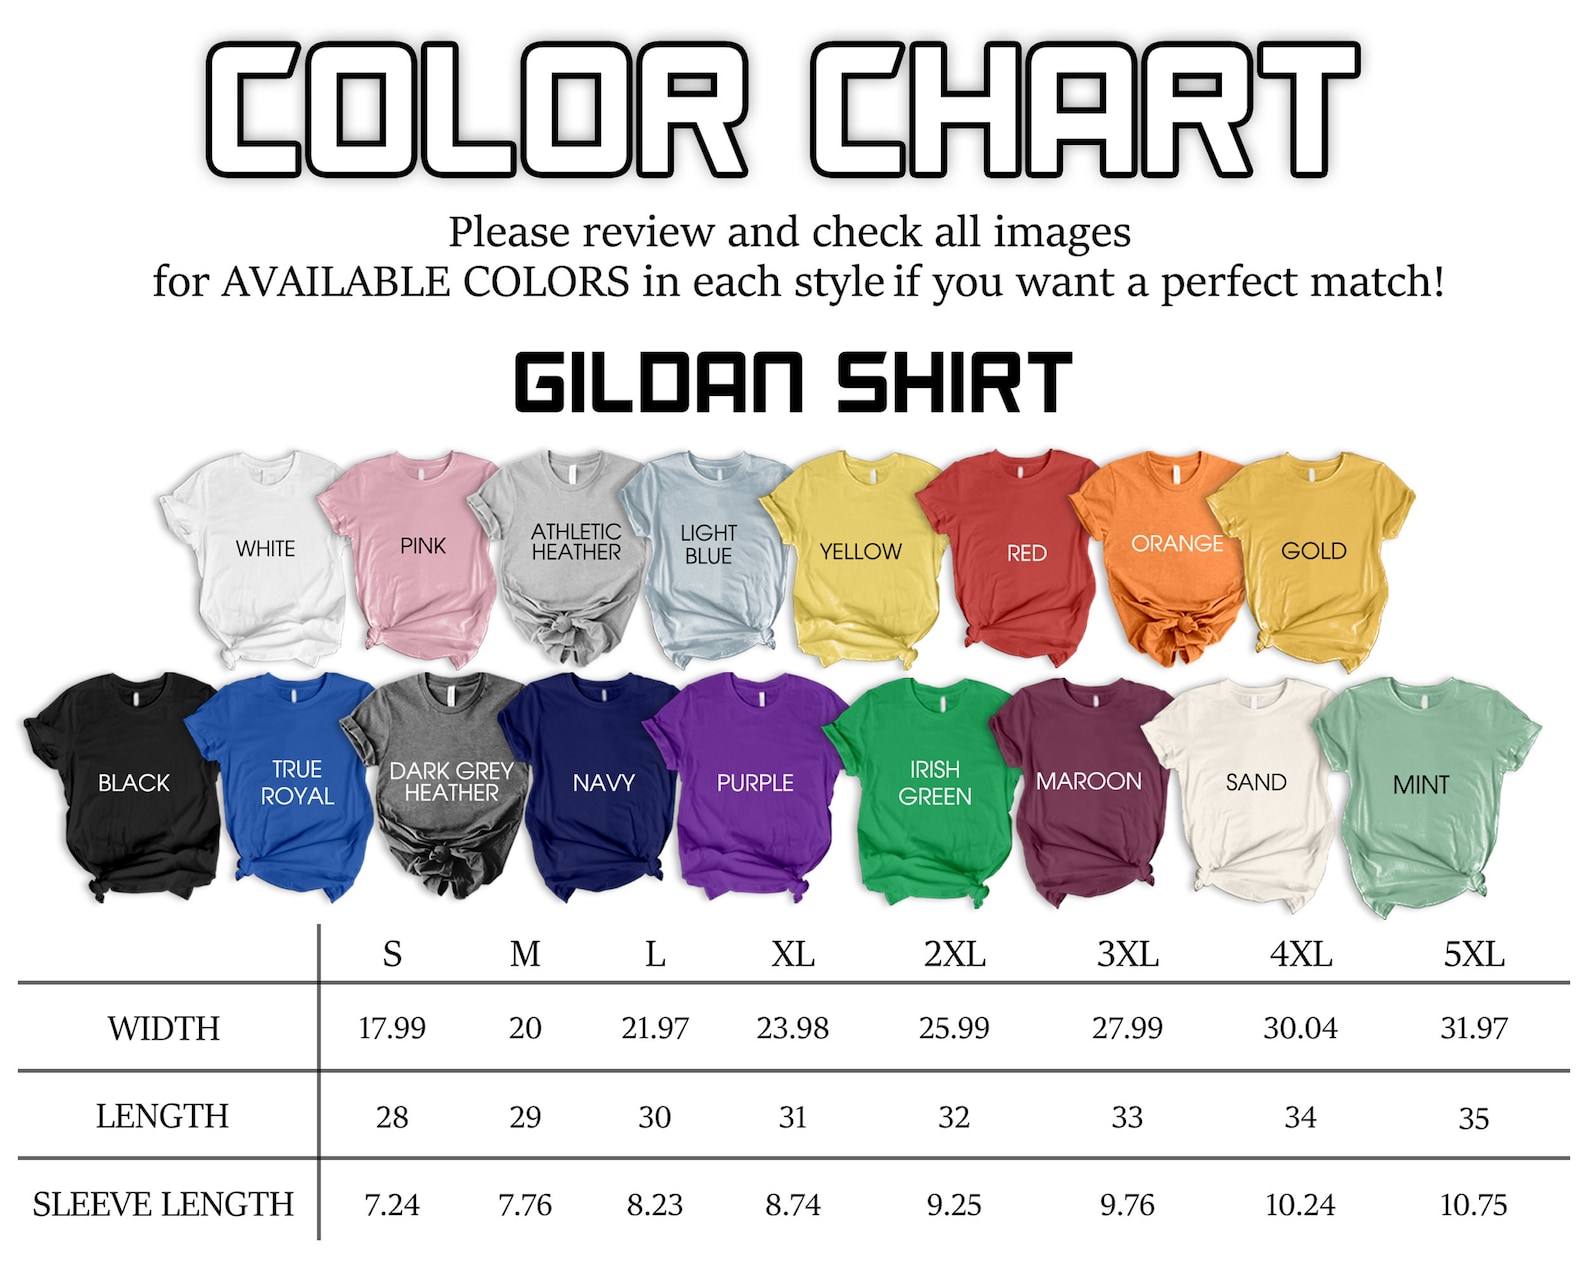 COLOR CHART
Please review and check all images
for AVAILABLE COLORS in each style if you want a perfect match!
GILDAN SHIRT
WHITE
PINK
ATHLETIC
HEATHER
LIGHT
BLUE
YELLOW
RED
ORANGE
GOLD
BLACK
TRUE
ROYAL
DARK GREY
HEATHER
NAVY
PURPLE
IRISH
GREEN
MAROON
SAND
MINT
S M L XL 2XL 3XL 4XL 5XL
WIDTH 17.99 20 21.97 23.98 25.99 27.99 30.04 31.97
LENGTH 28 29 30 31 32 33 34 35
SLEEVE LENGTH 7.24 7.76 8.23 8.74 9.25 9.76 10.24 10.75